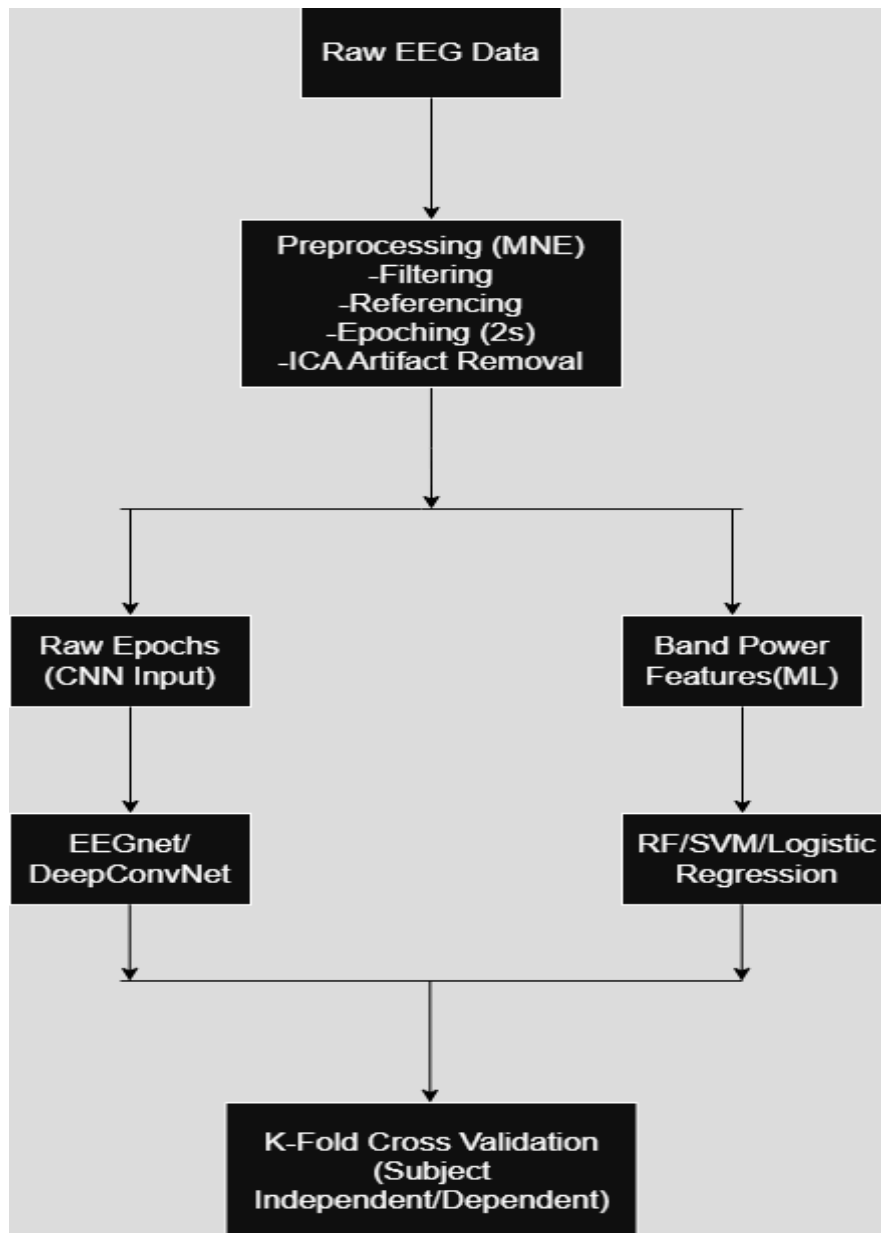 Raw EEG Data
Preprocessing (MNE)
-Filtering
-Referencing
-Epoching (2s)
-ICA Artifact Removal
Raw Epochs
(CNN Input)
Band Power
Features(ML)
EEGnet/
DeepConvNet
RF/SVM/Logistic
Regression
K-Fold Cross Validation
(Subject
Independent/Dependent)